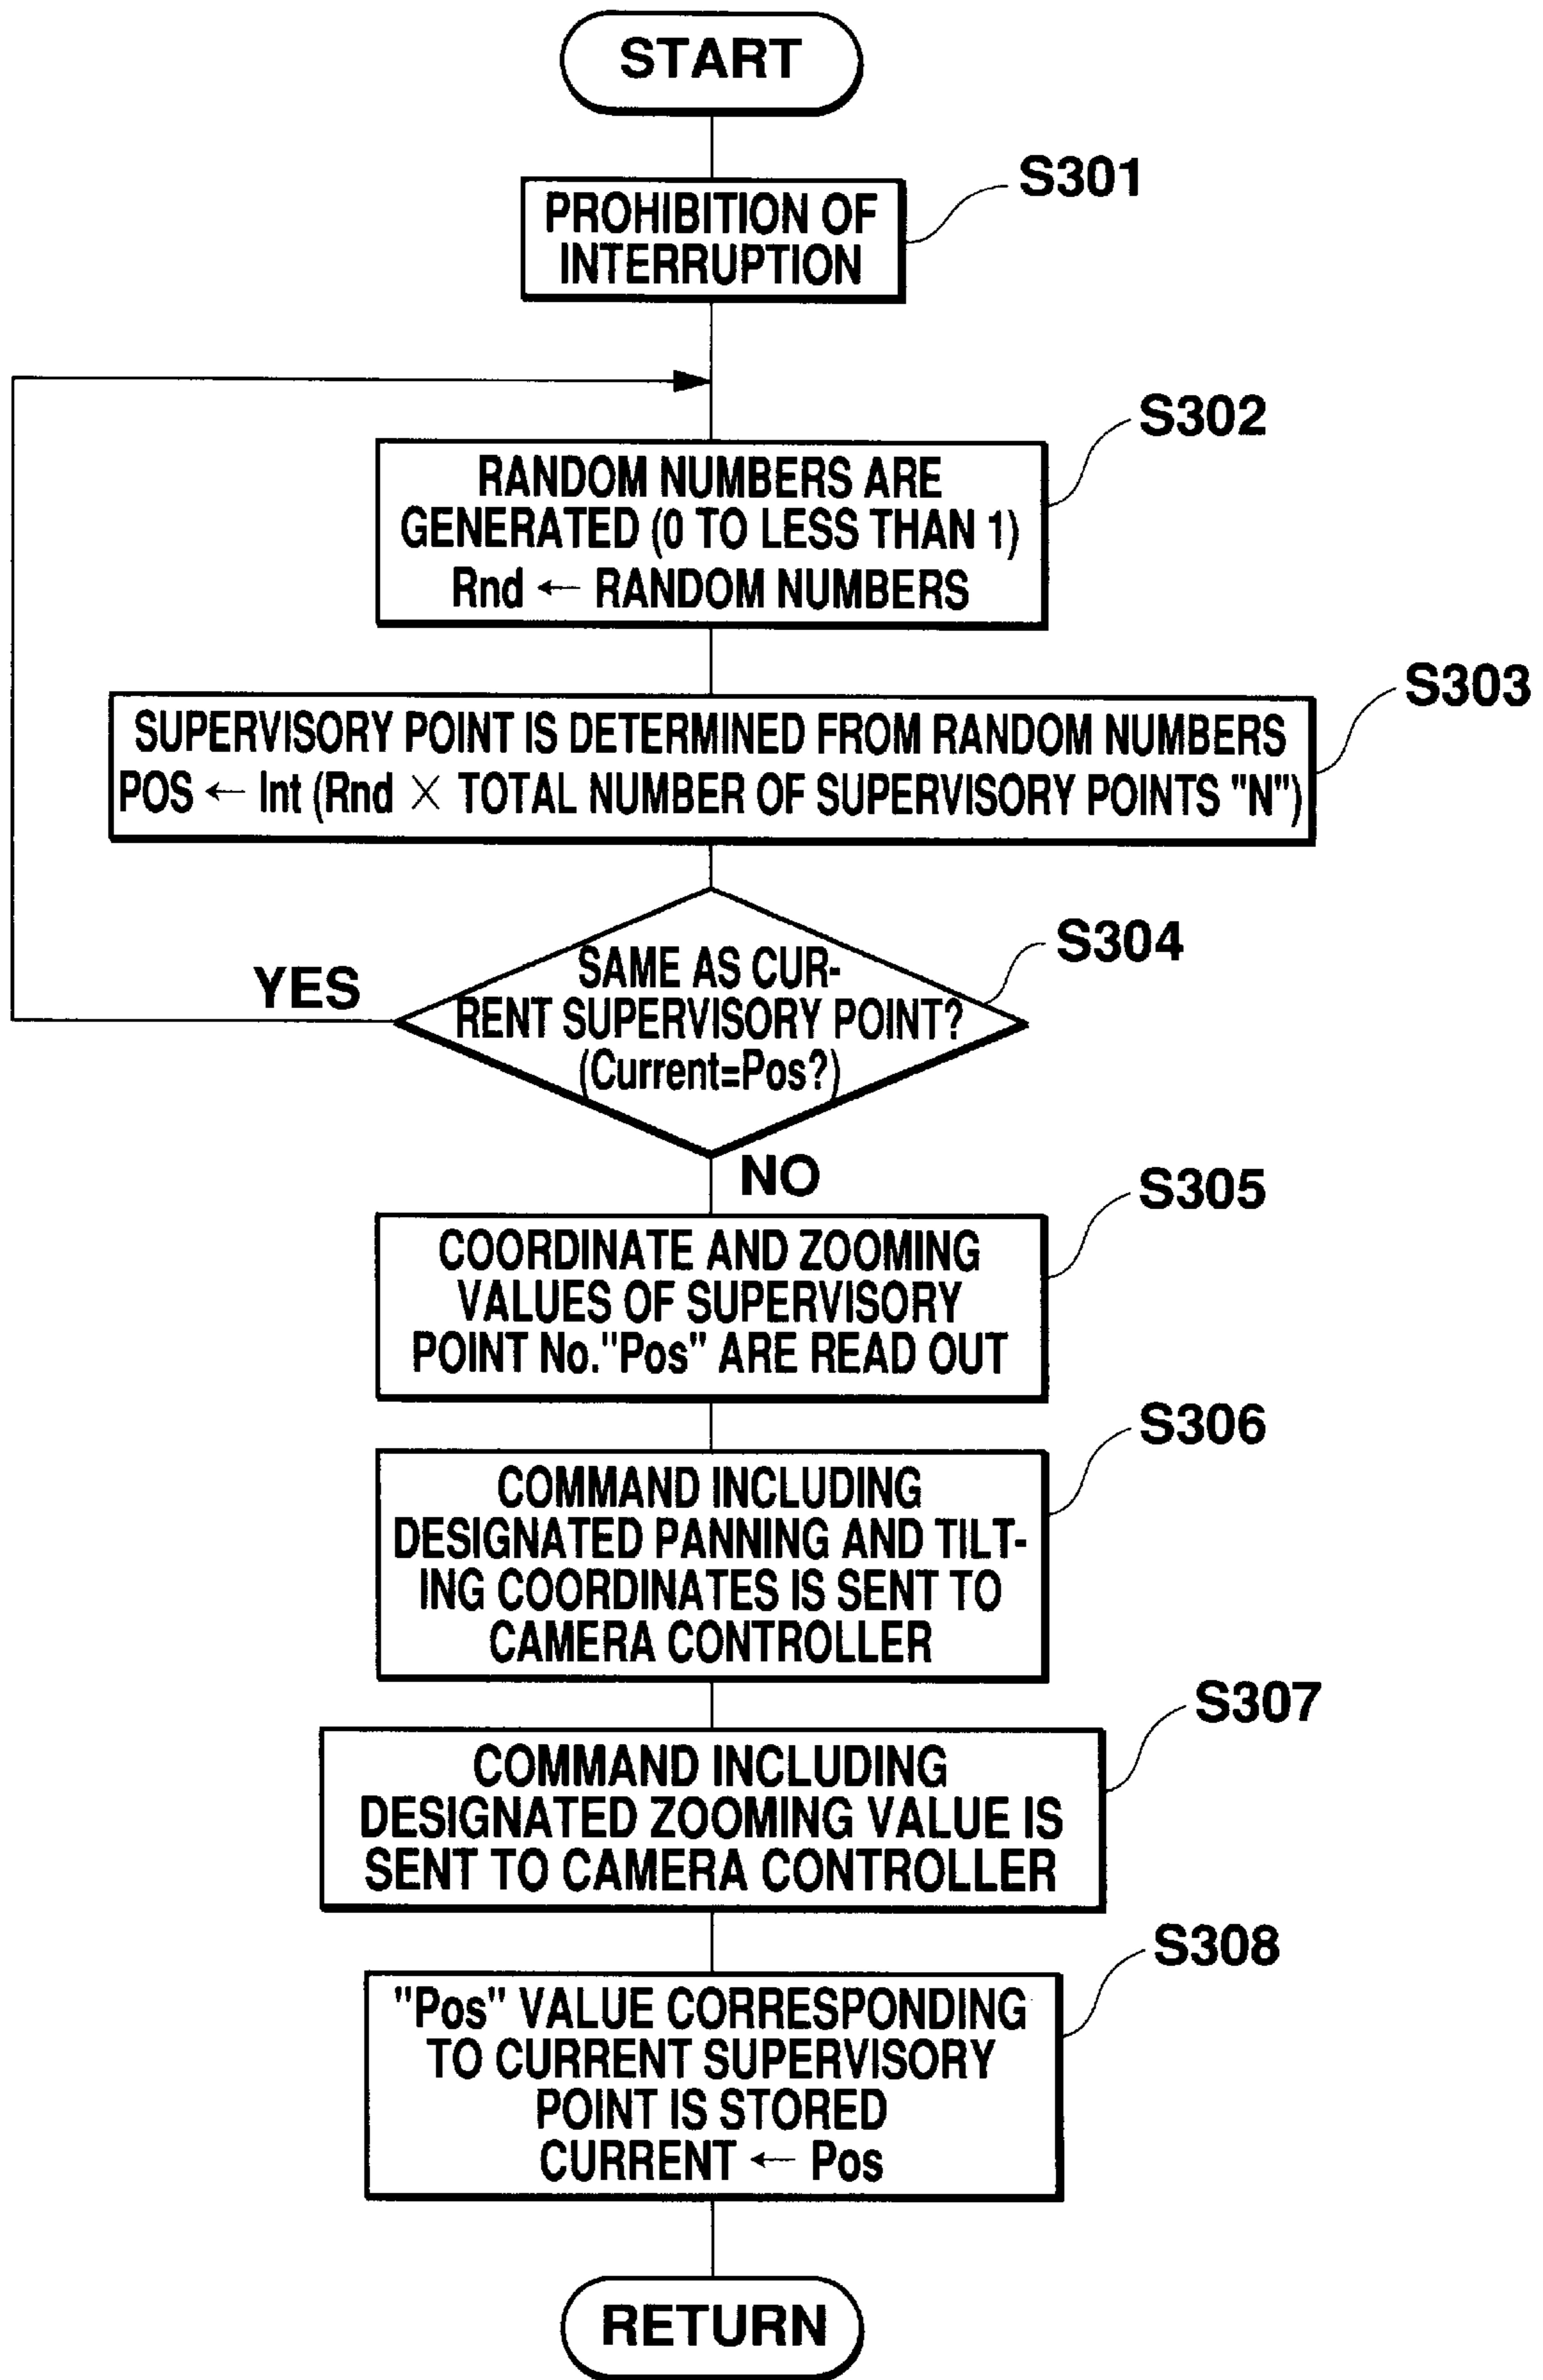 START
S301
PROHIBITION OF
INTERRUPTION
S302
RANDOM NUMBERS ARE
GENERATED (0 TO LESS THAN 1)
Rnd ← RANDOM NUMBERS
S303
SUPERVISORY POINT IS DETERMINED FROM RANDOM NUMBERS
POS ← Int (Rnd × TOTAL NUMBER OF SUPERVISORY POINTS "N")
S304
SAME AS CUR-
RENT SUPERVISORY POINT?
(Current=Pos?)
YES
NO
S305
COORDINATE AND ZOOMING
VALUES OF SUPERVISORY
POINT No."Pos" ARE READ OUT
S306
COMMAND INCLUDING
DESIGNATED PANNING AND TILT-
ING COORDINATES IS SENT TO
CAMERA CONTROLLER
S307
COMMAND INCLUDING
DESIGNATED ZOOMING VALUE IS
SENT TO CAMERA CONTROLLER
S308
"Pos" VALUE CORRESPONDING
TO CURRENT SUPERVISORY
POINT IS STORED
CURRENT ← Pos
RETURN